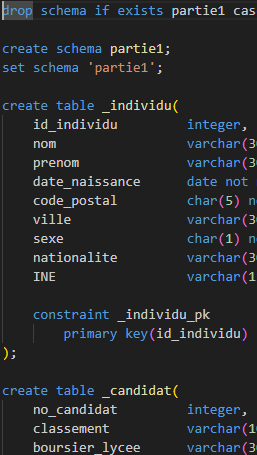 drop schema if exists partie1 cas
create schema partie1;
set schema 'partie1';
create table _individu(
id_individu integer,
nom varchar(3
prenom varchar(3
date_naissance date not
code_postal char(5) n
ville varchar(3
sexe char(1) n
nationalite varchar(3
INE varchar(1
constraint _individu_pk
primary key(id_individu)
);
create table _candidat(
no_candidat integer,
classement varchar(1
boursier_lycee varchar(3